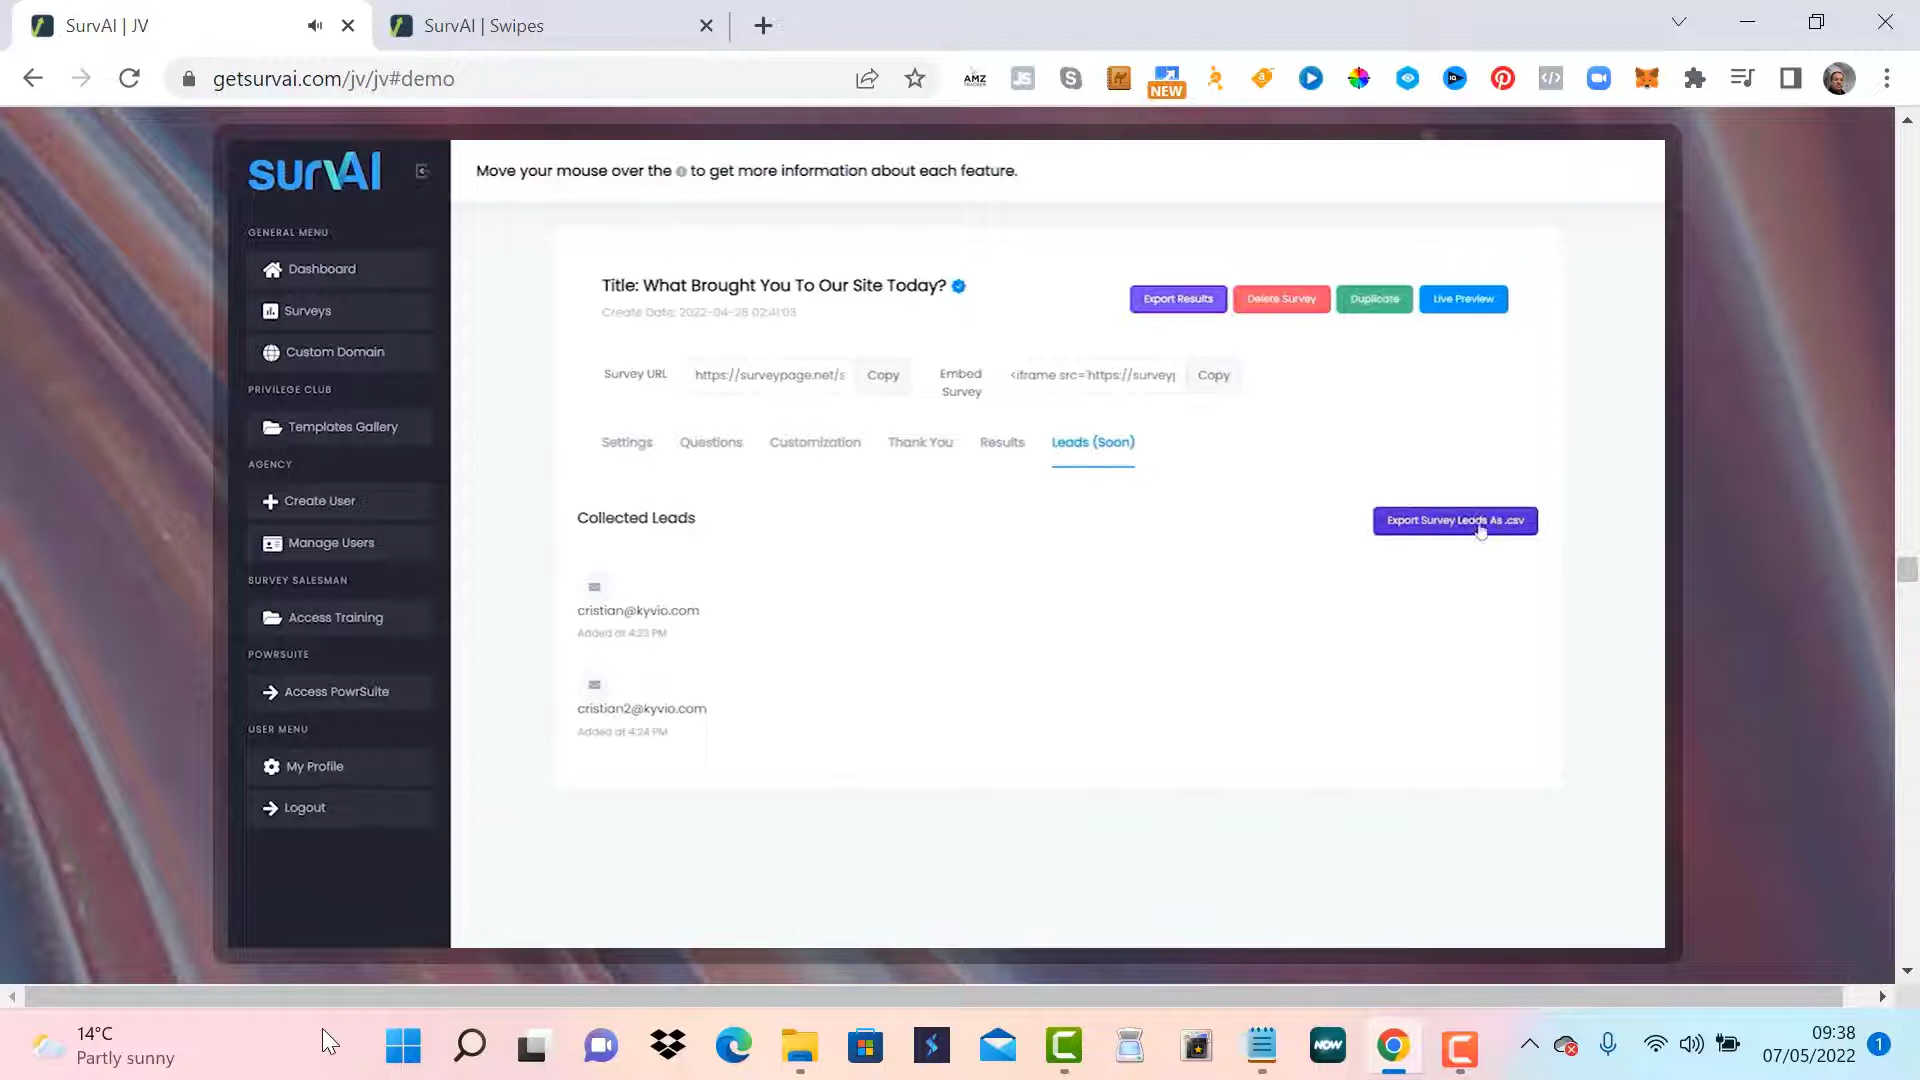 SurvAI | JV
SurvAI | Swipes
getsurvai.com/jv/jv#demo
AMZ
TRACKER
JS
NEW
survAI
Move your mouse over the to get more information about each feature.
GENERAL MENU
Dashboard
Surveys
Custom Domain
PRIVILEGE CLUB
Templates Gallery
AGENCY
Create User
Manage Users
SURVEY SALESMAN
Access Training
POWRSUITE
Access PowrSuite
USER MENU
My Profile
Logout
Title: What Brought You To Our Site Today?
Create Date: 2022-04-28 02:41:03
Export Results
Delete Survey
Duplicate
Live Preview
Survey URL
https://surveypage.net/s
Copy
Embed
Survey
<iframe src='https://survey
Copy
Settings
Questions
Customization
Thank You
Results
Leads (Soon)
Collected Leads
Export Survey Leads As .csv
cristian@kyvio.com
Added at 4:23 PM
cristian2@kyvio.com
Added at 4:24 PM
14°C
Partly sunny
NOW
09:38
07/05/2022
1